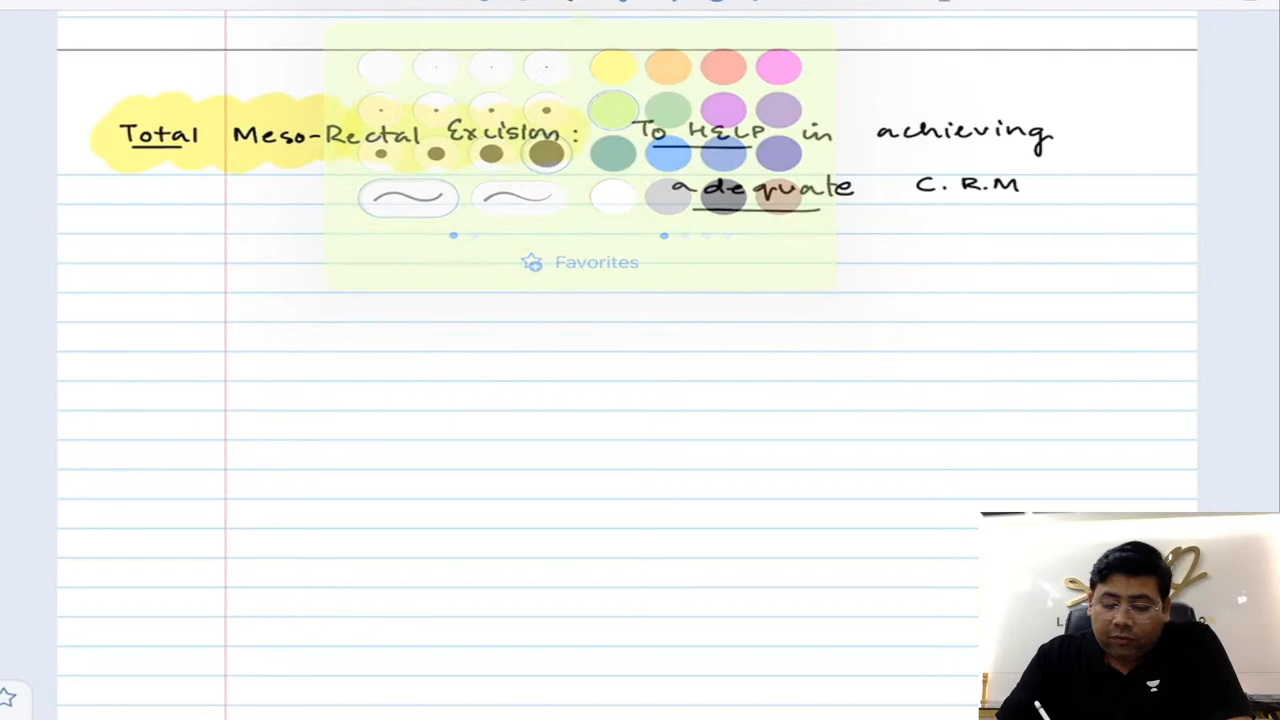 Total Meso-Rectal Excision: To HELP in achieving
adequate C.R.M
Favorites